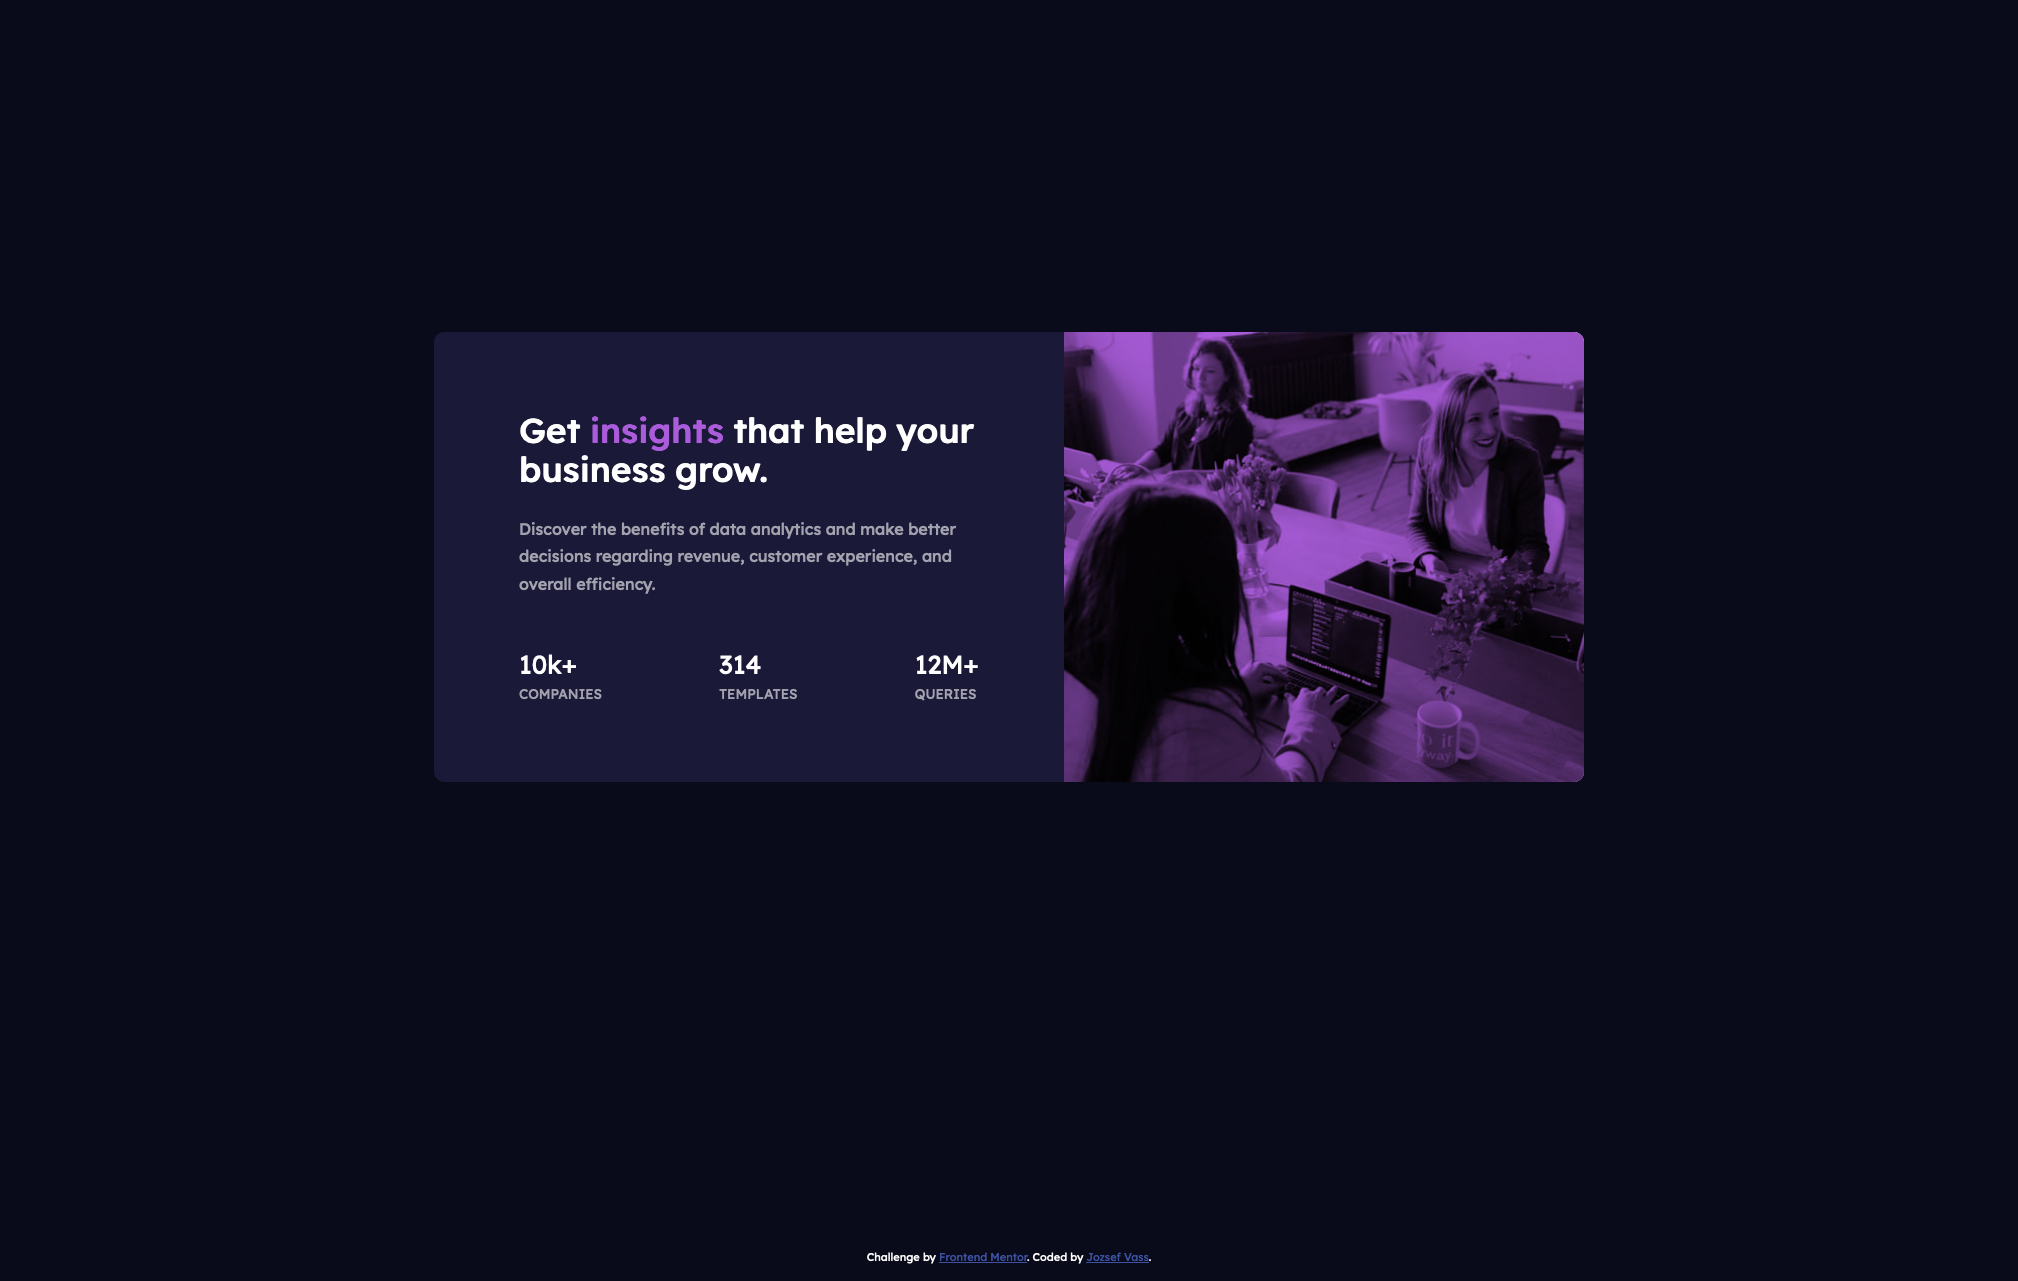 Get insights that help your
business grow.
Discover the benefits of data analytics and make better
decisions regarding revenue, customer experience, and
overall efficiency.
10k+
COMPANIES
314
TEMPLATES
12M+
QUERIES
way
Challenge by Frontend Mentor. Coded by Jozsef Vass.